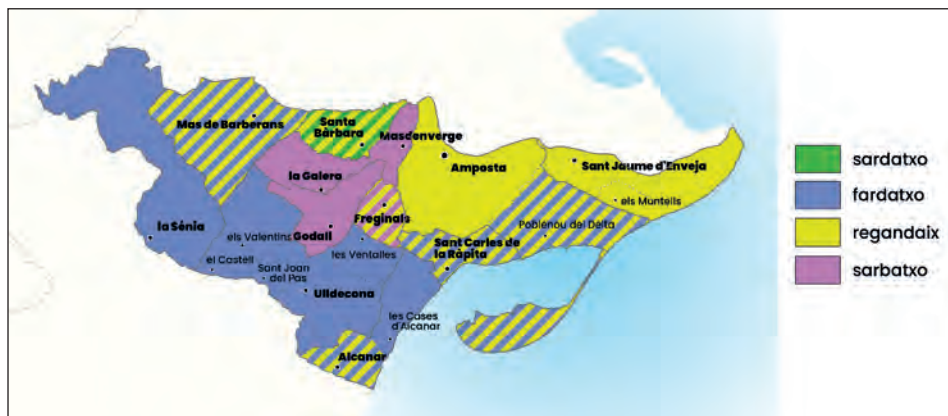 Mas de Barberans
Santa
Bàrbara
Masdenverge
Amposta
Sant Jaume d'Enveja
els Muntells
la Galera
Freginals
Godall
Poblenou del Delta
Sant Carles de
la Ràpita
la Sénia
els Valentins
les Ventalles
el Castell
Sant Joan
del Pas
Ulldecona
les Cases
d'Alcanar
Alcanar
sardatxo
fardatxo
regandaix
sarbatxo